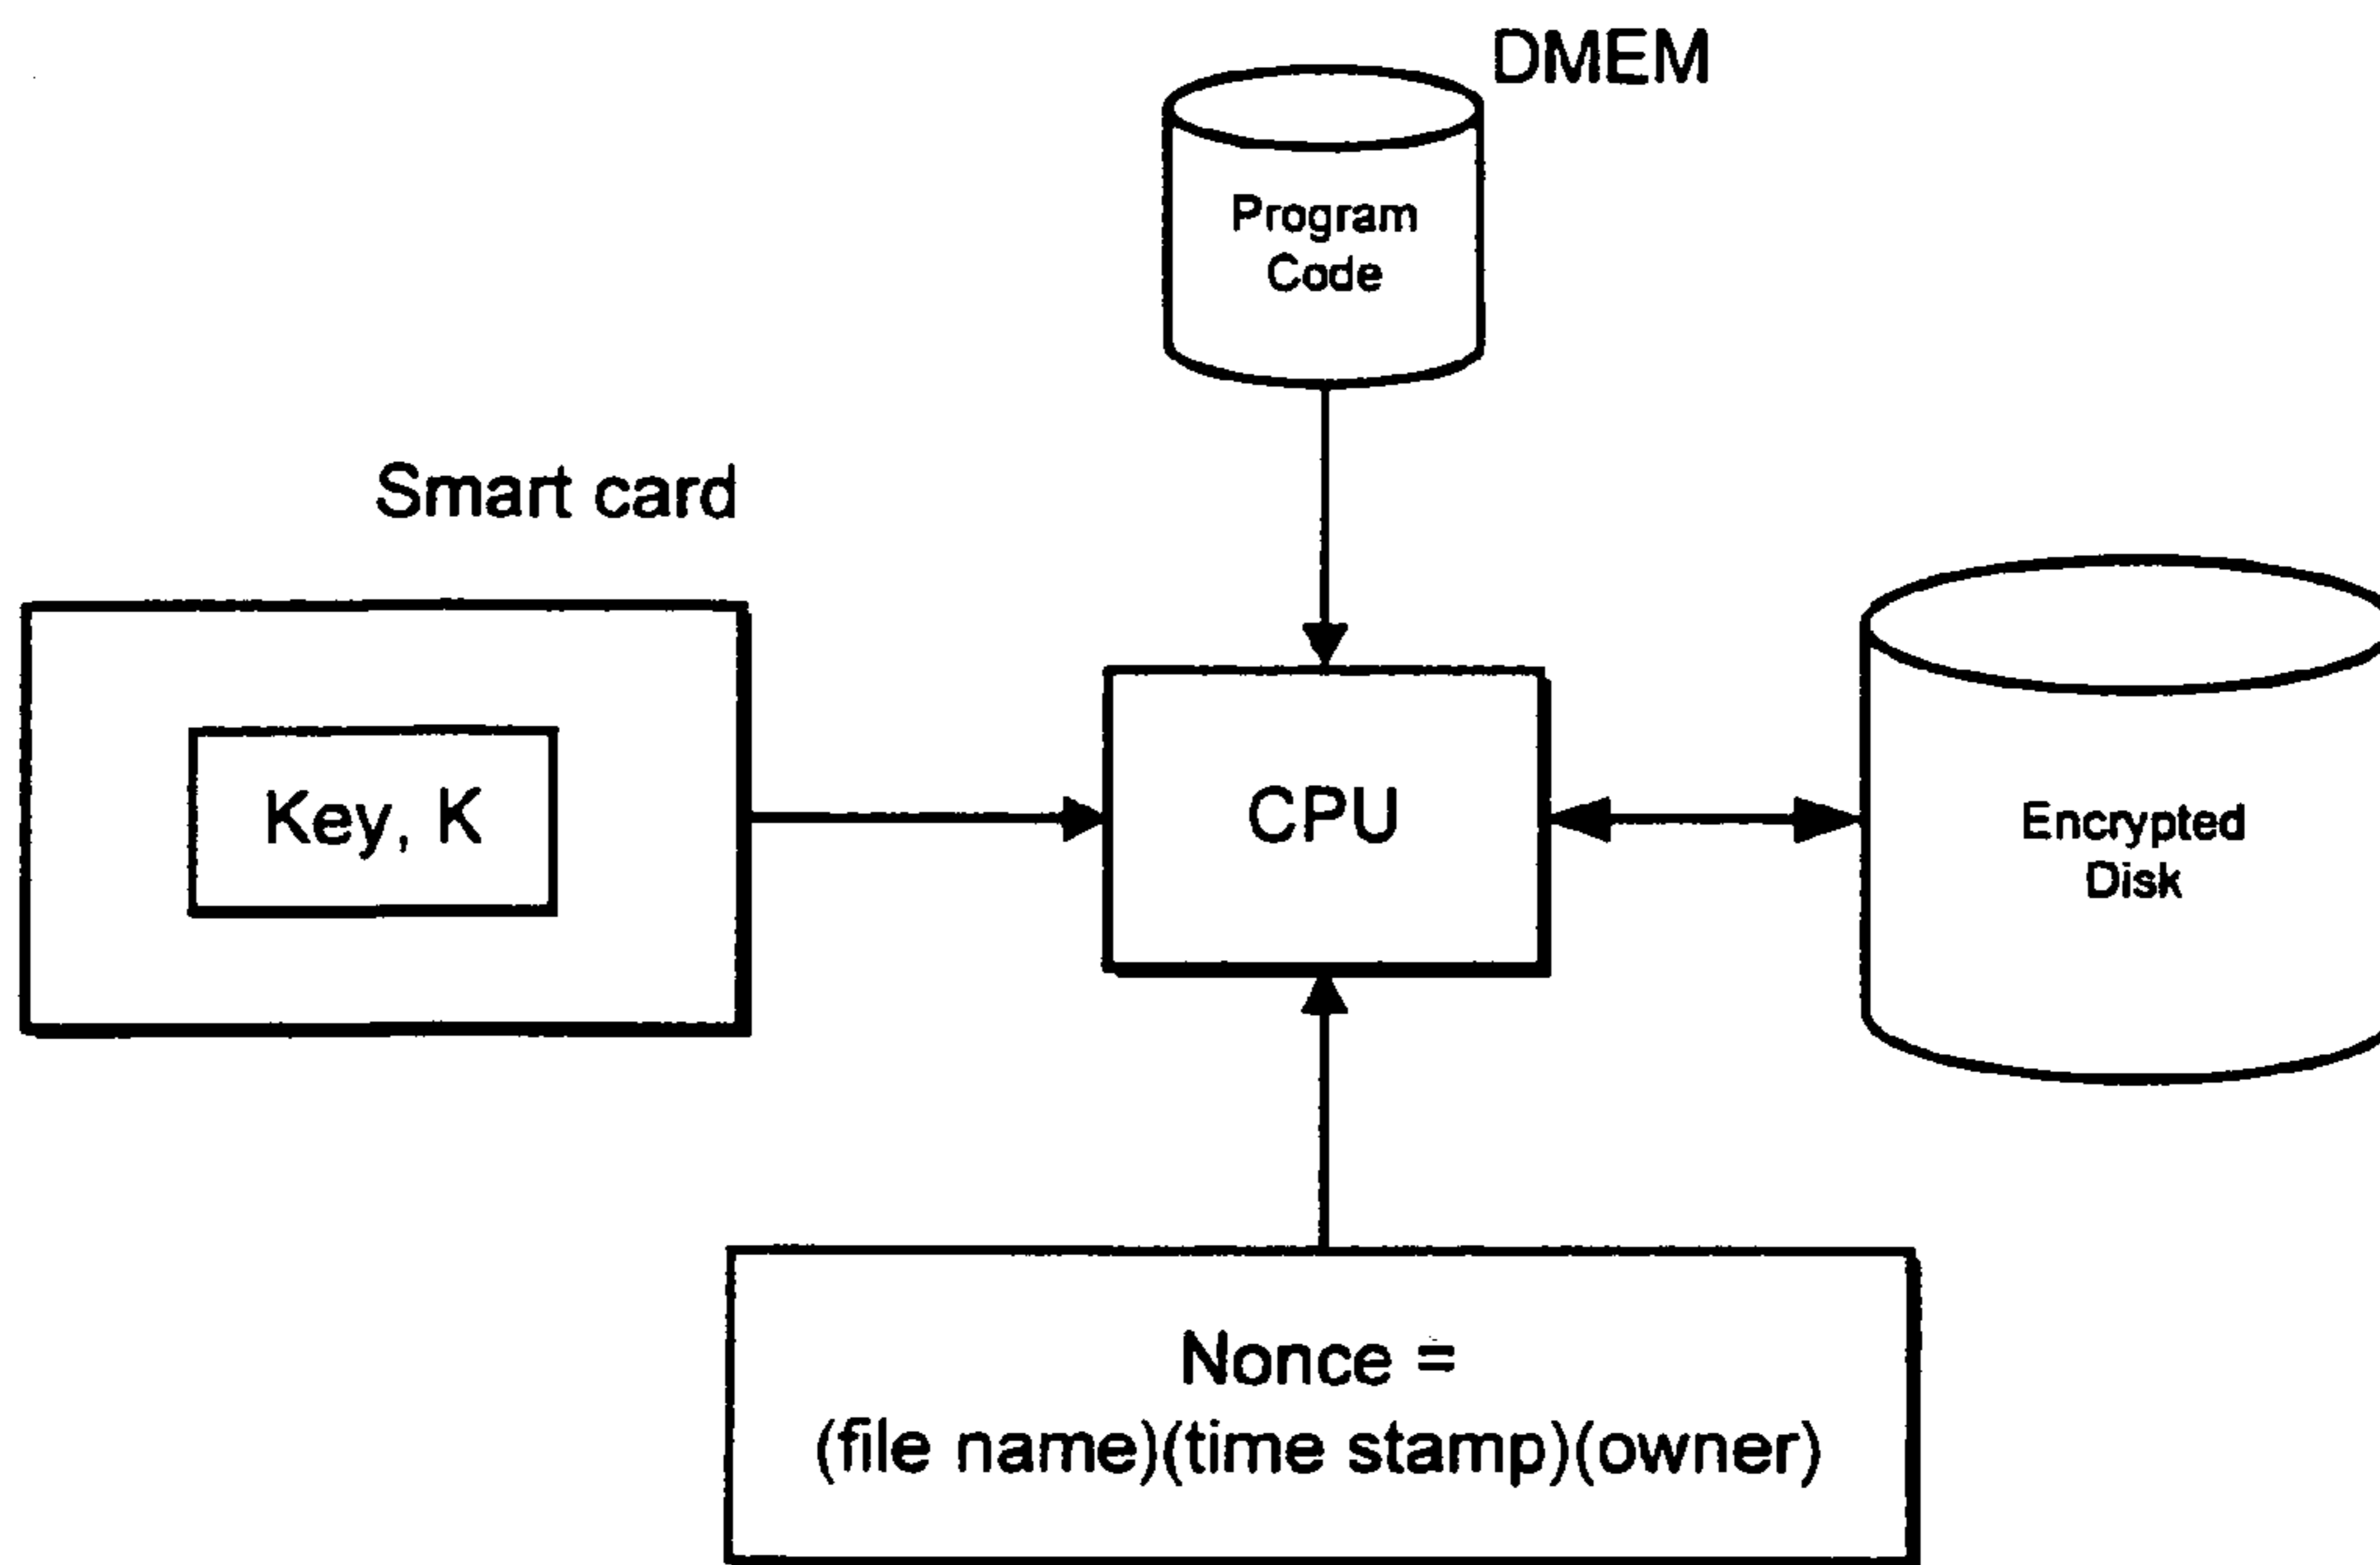 DMEM
Program
Code
Smart card
Key, K
CPU
Encrypted
Disk
Nonce =
(file name)(time stamp)(owner)